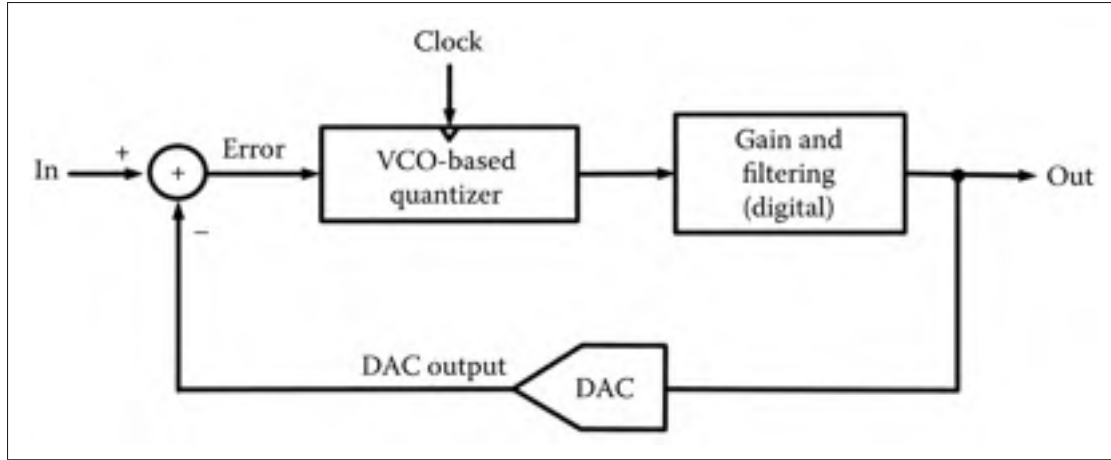 Clock
In
+
+
Error
VCO-based
quantizer
Gain and
filtering
(digital)
Out
−
DAC output
DAC